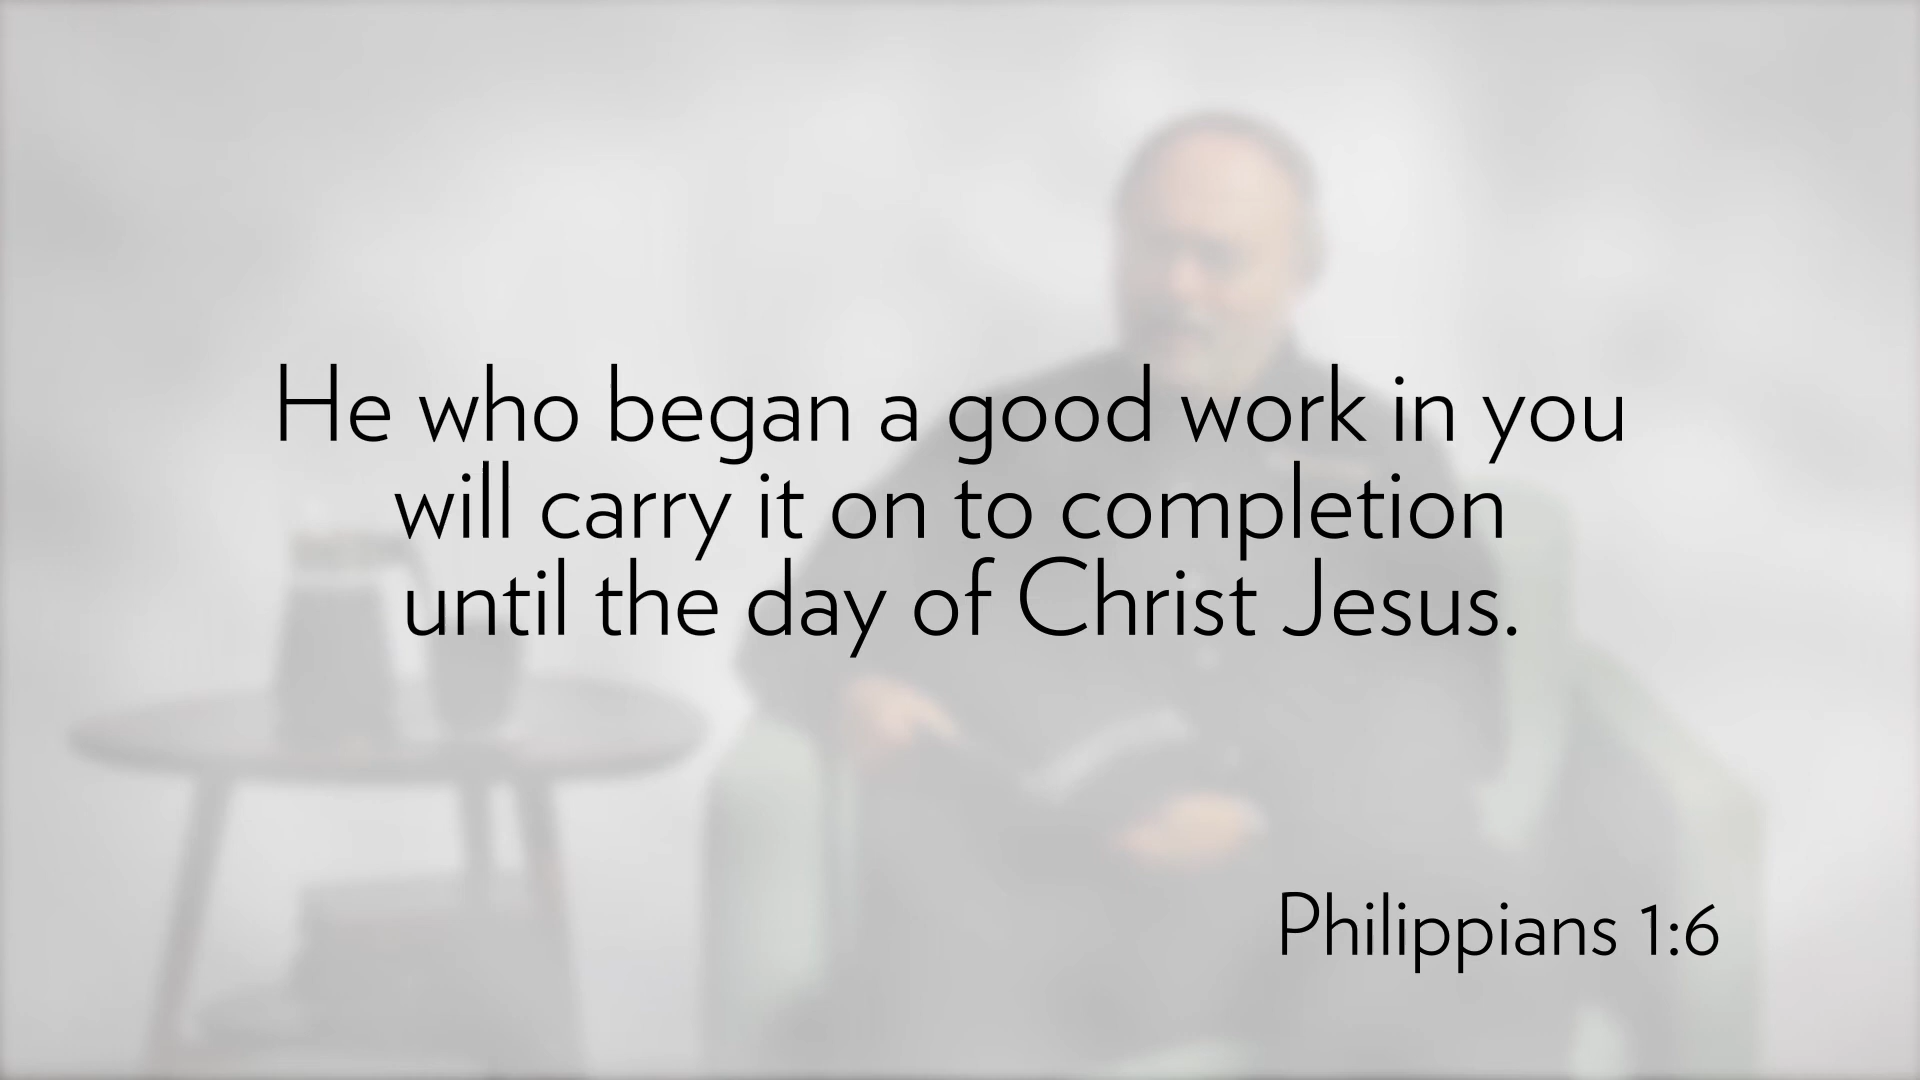 He who began a good work in you
will carry it on to completion
until the day of Christ Jesus.
Philippians 1:6